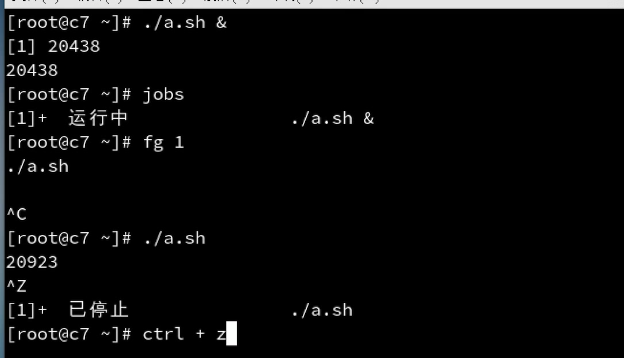 [root@c7 ~]# ./a.sh &
[1] 20438
20438
[root@c7 ~]# jobs
[1]+  运行中               ./a.sh &
[root@c7 ~]# fg 1
./a.sh
^C
[root@c7 ~]# ./a.sh
20923
^Z
[1]+  已停止               ./a.sh
[root@c7 ~]# ctrl + z